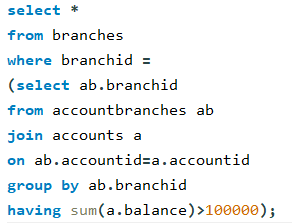 select *
from branches
where branchid =
(select ab.branchid
from accountbranches ab
join accounts a
on ab.accountid=a.accountid
group by ab.branchid
having sum(a.balance)>100000);